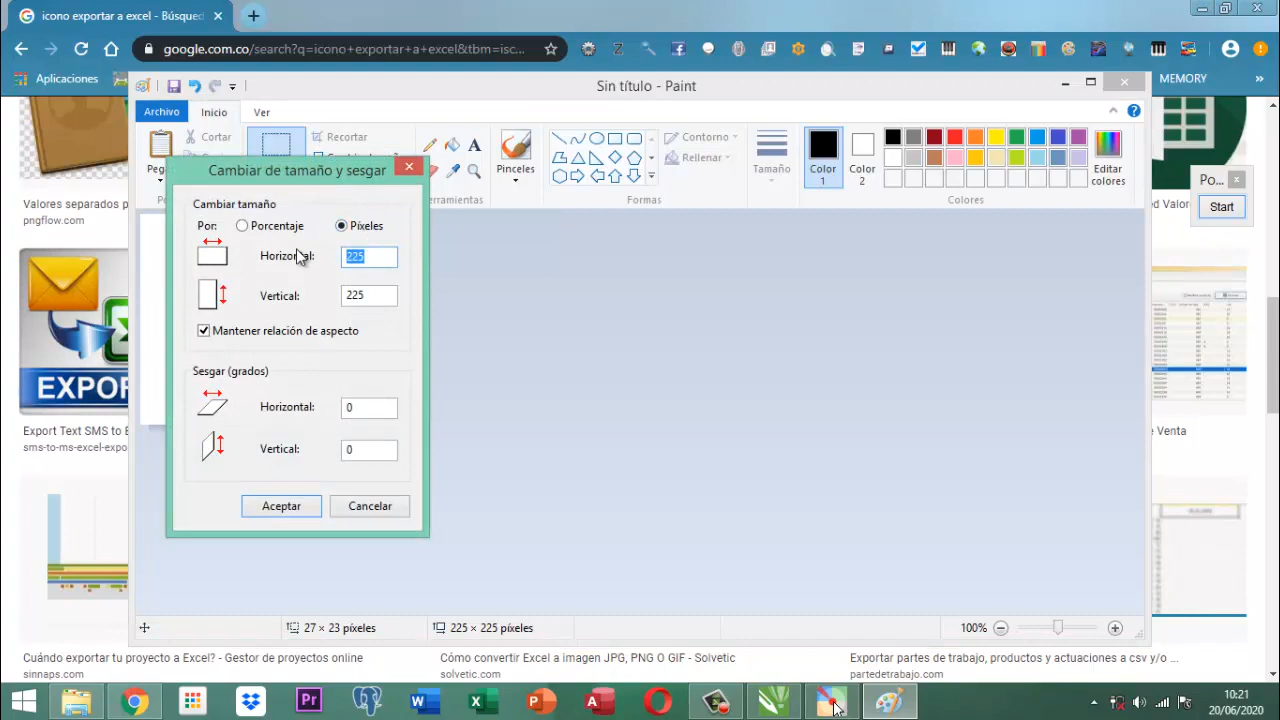 icono exportar a excel - Búsqued
google.com.co/search?q=icono+exportar+a+excel&tbm=isc...
Aplicaciones
MEMORY
»
Sin título - Paint
Archivo
Inicio
Ver
Cortar
Recortar
Pega
Pinceles
Contorno
Rellenar
Tamaño
Color 1
Color 2
Editar colores
Formas
Colores
Cambiar de tamaño y sesgar
Cambiar tamaño
Por:
Porcentaje
Píxeles
Horizontal:
225
Vertical:
225
Mantener relación de aspecto
Sesgar (grados)
Horizontal:
0
Vertical:
0
Aceptar
Cancelar
Po...
Start
Valores separados p
pngflow.com
EXPOR
Export Text SMS to E
sms-to-ms-excel-expo
Venta
27 × 23 píxeles
225 × 225 píxeles
100%
Cuándo exportar tu proyecto a Excel? - Gestor de proyectos online
sinnaps.com
Cómo convertir Excel a imagen JPG, PNG O GIF - Solvetic
solvetic.com
Exportar partes de trabajo, productos y actuaciones a csv y/o ...
partedetrabajo.com
Pr
10:21
20/06/2020